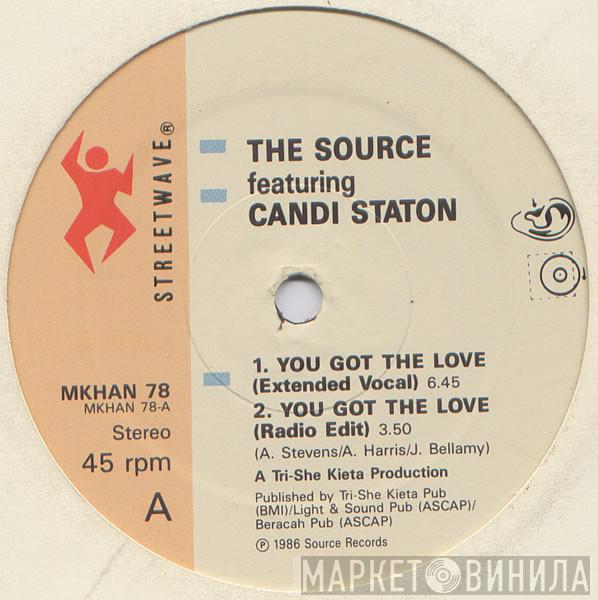 STREETWAVE®
THE SOURCE
featuring
CANDI STATON
1. YOU GOT THE LOVE
(Extended Vocal) 6.45
2. YOU GOT THE LOVE
(Radio Edit) 3.50
(A. Stevens/A. Harris/J. Bellamy)
A Tri-She Kieta Production
Published by Tri-She Kieta Pub
(BMI)/Light & Sound Pub (ASCAP)/
Beracah Pub (ASCAP)
℗ 1986 Source Records
MKHAN 78
MKHAN 78-A
Stereo
45 rpm
A
МАРКЕТ ВИНИЛА